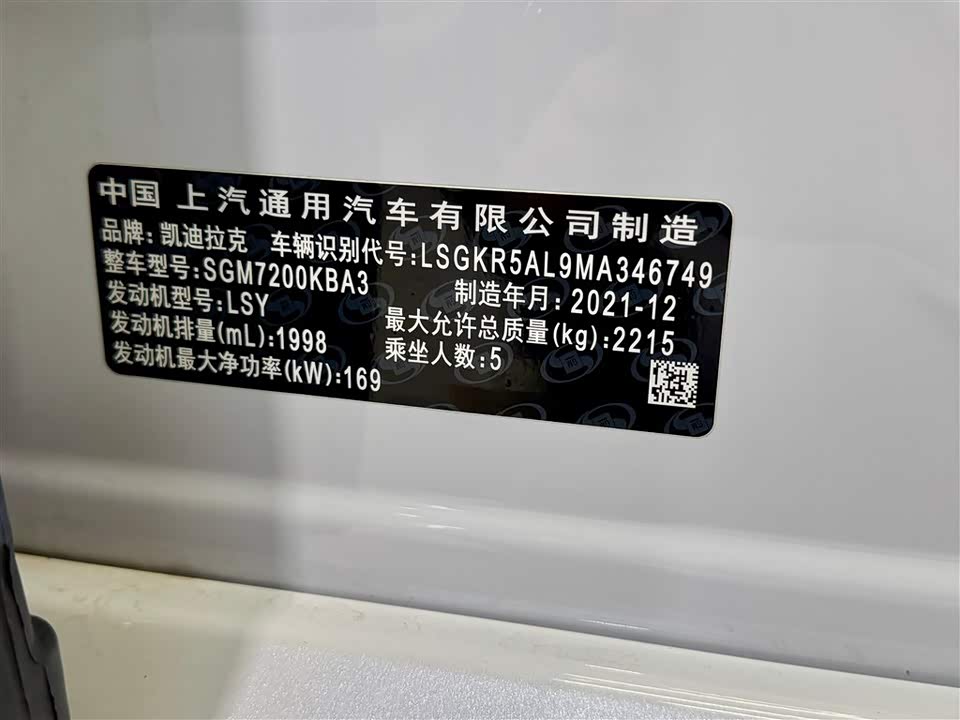 中国 上汽通用汽车有限公司制造
品牌: 凯迪拉克 车辆识别代号:LSGKR5AL9MA346749
整车型号:SGM7200KBA3 制造年月: 2021-12
发动机型号:LSY 最大允许总质量(kg):2215
发动机排量(mL):1998 乘坐人数:5
发动机最大净功率(kW):169